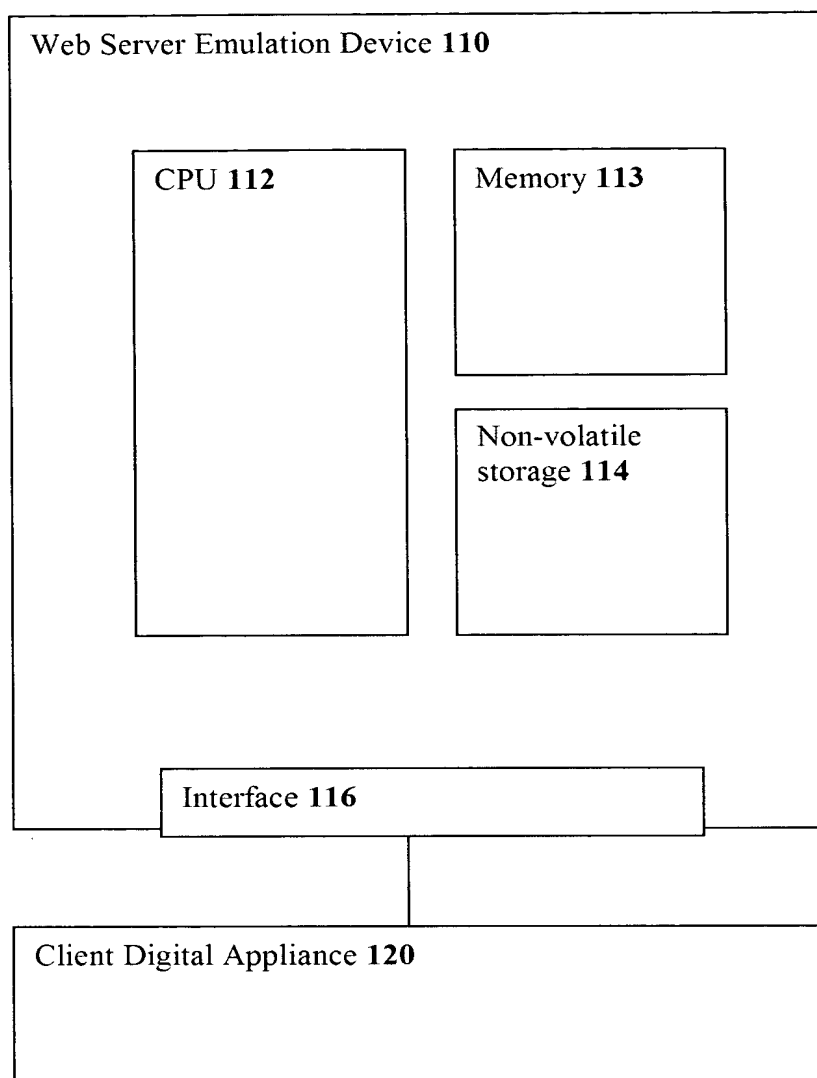 Web Server Emulation Device 110
CPU 112
Memory 113
Non-volatile
storage 114
Interface 116
Client Digital Appliance 120